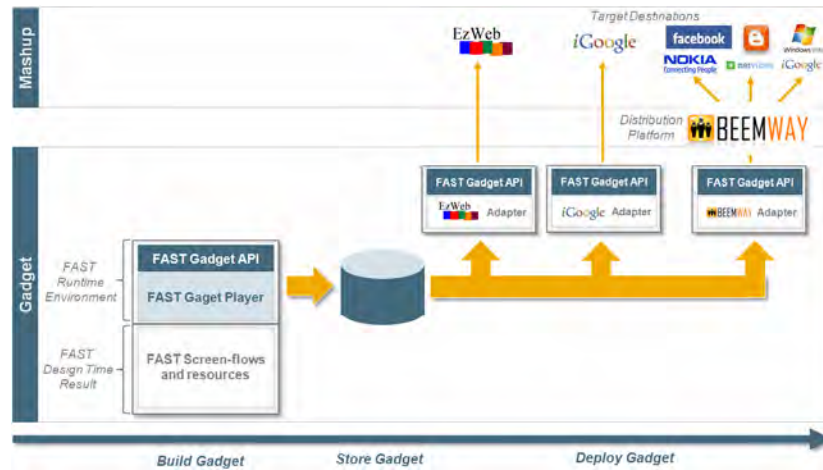 Mashup
Target Destinations
EzWeb
iGoogle
facebook
NOKIA
Connecting People
netvibes
iGoogle
Distribution
Platform
BEEMWAY
Gadget
FAST Gadget API
EzWeb Adapter
FAST Gadget API
iGoogle Adapter
FAST Gadget API
BEEMWAY Adapter
FAST
Runtime
Environment
FAST Gadget API
FAST Gaget Player
FAST
Design Time
Result
FAST Screen-flows
and resources
Build Gadget
Store Gadget
Deploy Gadget